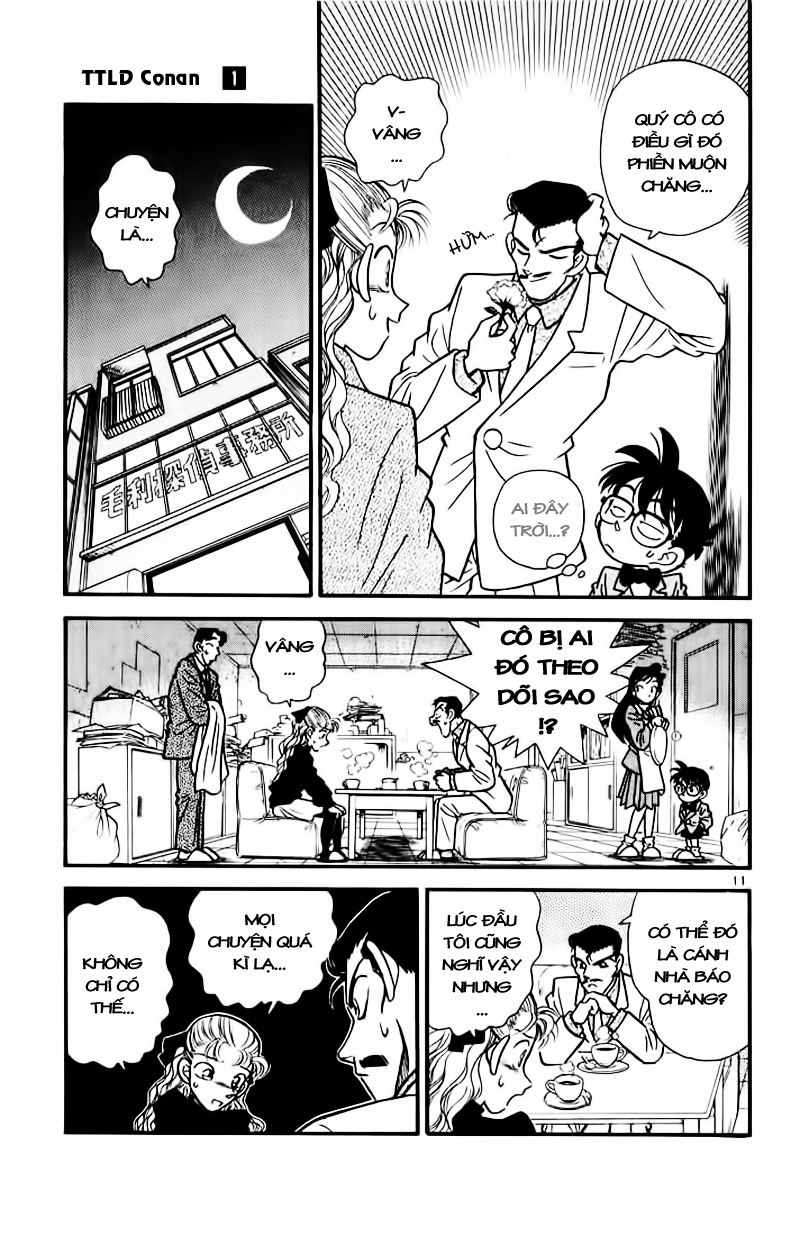 TTLD Conan 1
QUÝ CÔ CÓ
ĐIỀU GÌ ĐÓ
PHIỀN MUỘN
CHĂNG...
V-
VÂNG
...
HỪM...
AI ĐÂY
TRỜI...?
CHUYỆN
LÀ...
毛利探偵事務所
CÔ BỊ AI
ĐÓ THEO
DÕI SAO
!?
VÂNG
...
11
CÓ THỂ ĐÓ
LÀ CÁNH
NHÀ BÁO
CHĂNG?
LÚC ĐẦU
TÔI CŨNG
NGHĨ VẬY
NHƯNG
...
MỌI
CHUYỆN QUÁ
KÌ LẠ...
KHÔNG
CHỈ CÓ
THẾ...